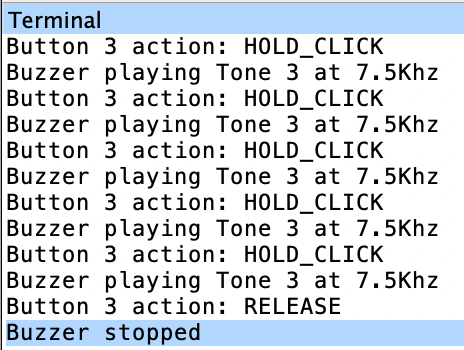 Terminal
Button 3 action: HOLD_CLICK
Buzzer playing Tone 3 at 7.5Khz
Button 3 action: HOLD_CLICK
Buzzer playing Tone 3 at 7.5Khz
Button 3 action: HOLD_CLICK
Buzzer playing Tone 3 at 7.5Khz
Button 3 action: HOLD_CLICK
Buzzer playing Tone 3 at 7.5Khz
Button 3 action: HOLD_CLICK
Buzzer playing Tone 3 at 7.5Khz
Button 3 action: RELEASE
Buzzer stopped